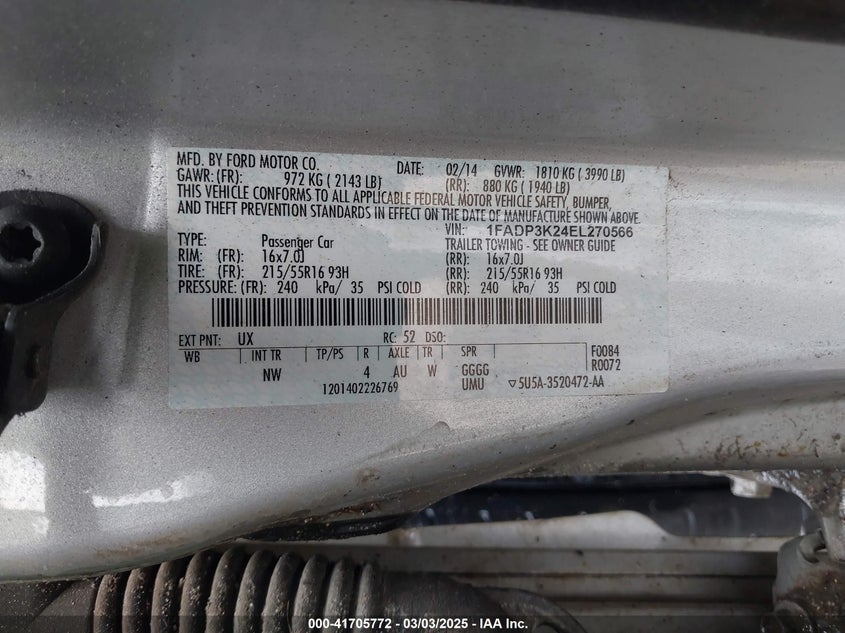 MFD. BY FORD MOTOR CO. DATE: 02/14 GVWR: 1810 KG ( 3990 LB)
GAWR: (FR): 972 KG ( 2143 LB) (RR): 880 KG ( 1940 LB)
THIS VEHICLE CONFORMS TO ALL APPLICABLE FEDERAL MOTOR VEHICLE SAFETY, BUMPER,
AND THEFT PREVENTION STANDARDS IN EFFECT ON THE DATE OF MANUFACTURE SHOWN ABOVE.
VIN: 1FADP3K24EL270566
TYPE: Passenger Car TRAILER TOWING - SEE OWNER GUIDE
RIM: (FR): 16x7.0J (RR): 16x7.0J
TIRE: (FR): 215/55R16 93H (RR): 215/55R16 93H
PRESSURE: (FR): 240 kPa/ 35 PSI COLD (RR): 240 kPa/ 35 PSI COLD
EXT PNT: UX RC: 52 DSO:
WB INT TR TP/PS R AXLE TR SPR F0084
NW 4 AU W GGGG R0072
1201402226769 UMU ▽5U5A-3520472-AA
000-41705772 - 03/03/2025 - IAA Inc.